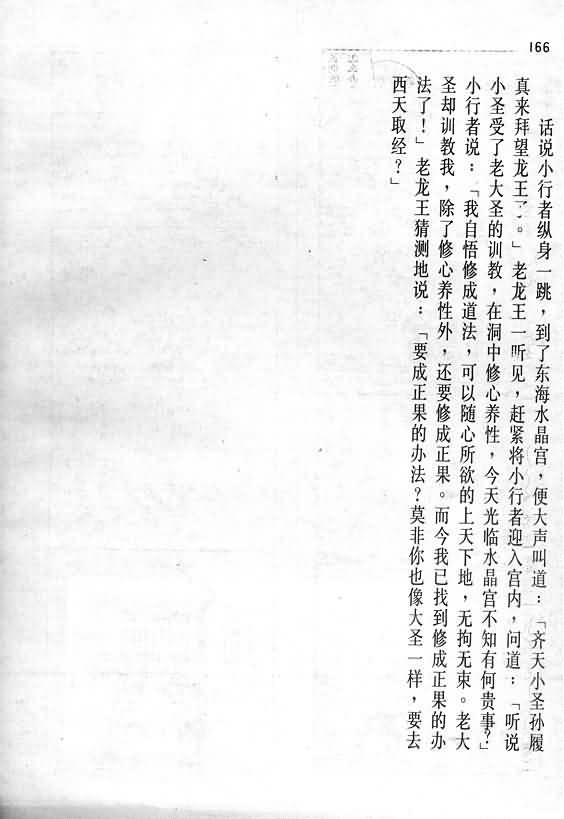 166
话说小行者纵身一跳，到了东海水晶宫，便大声叫道：「齐天小圣孙履
真来拜望龙王了。」老龙王一听见，赶紧将小行者迎入宫内，问道：「听说
小圣受了老大圣的训教，在洞中修心养性，今天光临水晶宫不知有何贵事？」
小行者说：「我自悟修成道法，可以随心所欲的上天下地，无拘无束。老大
圣却训教我，除了修心养性外，还要修成正果。而今我已找到修成正果的办
法了！」老龙王猜测地说：「要成正果的办法？莫非你也像大圣一样，要去
西天取经？」